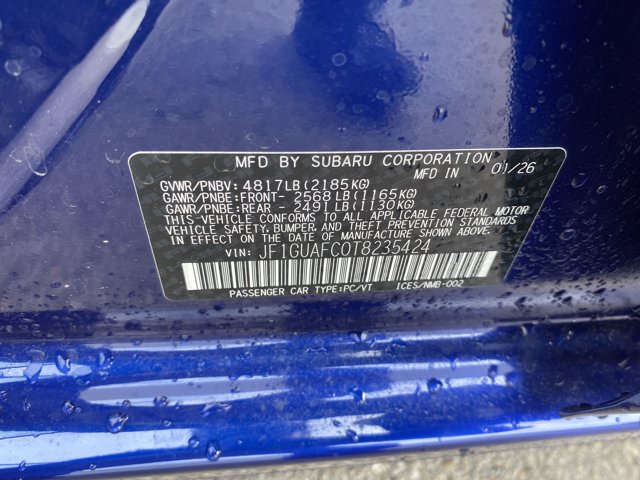 MFD BY SUBARU CORPORATION
MFD IN 01/26
GVWR/PNBV: 4817LB(2185KG)
GAWR/PNBE:FRONT- 2568LB(1165KG)
GAWR/PNBE:REAR 2491LB(1130KG)
THIS VEHICLE CONFORMS TO ALL APPLICABLE FEDERAL MOTOR
VEHICLE SAFETY, BUMPER, AND THEFT PREVENTION STANDARDS
IN EFFECT ON THE DATE OF MANUFACTURE SHOWN ABOVE.
VIN: JF1GUAFC0T8235424
PASSENGER CAR TYPE:PC/VT ICES/NMB-002